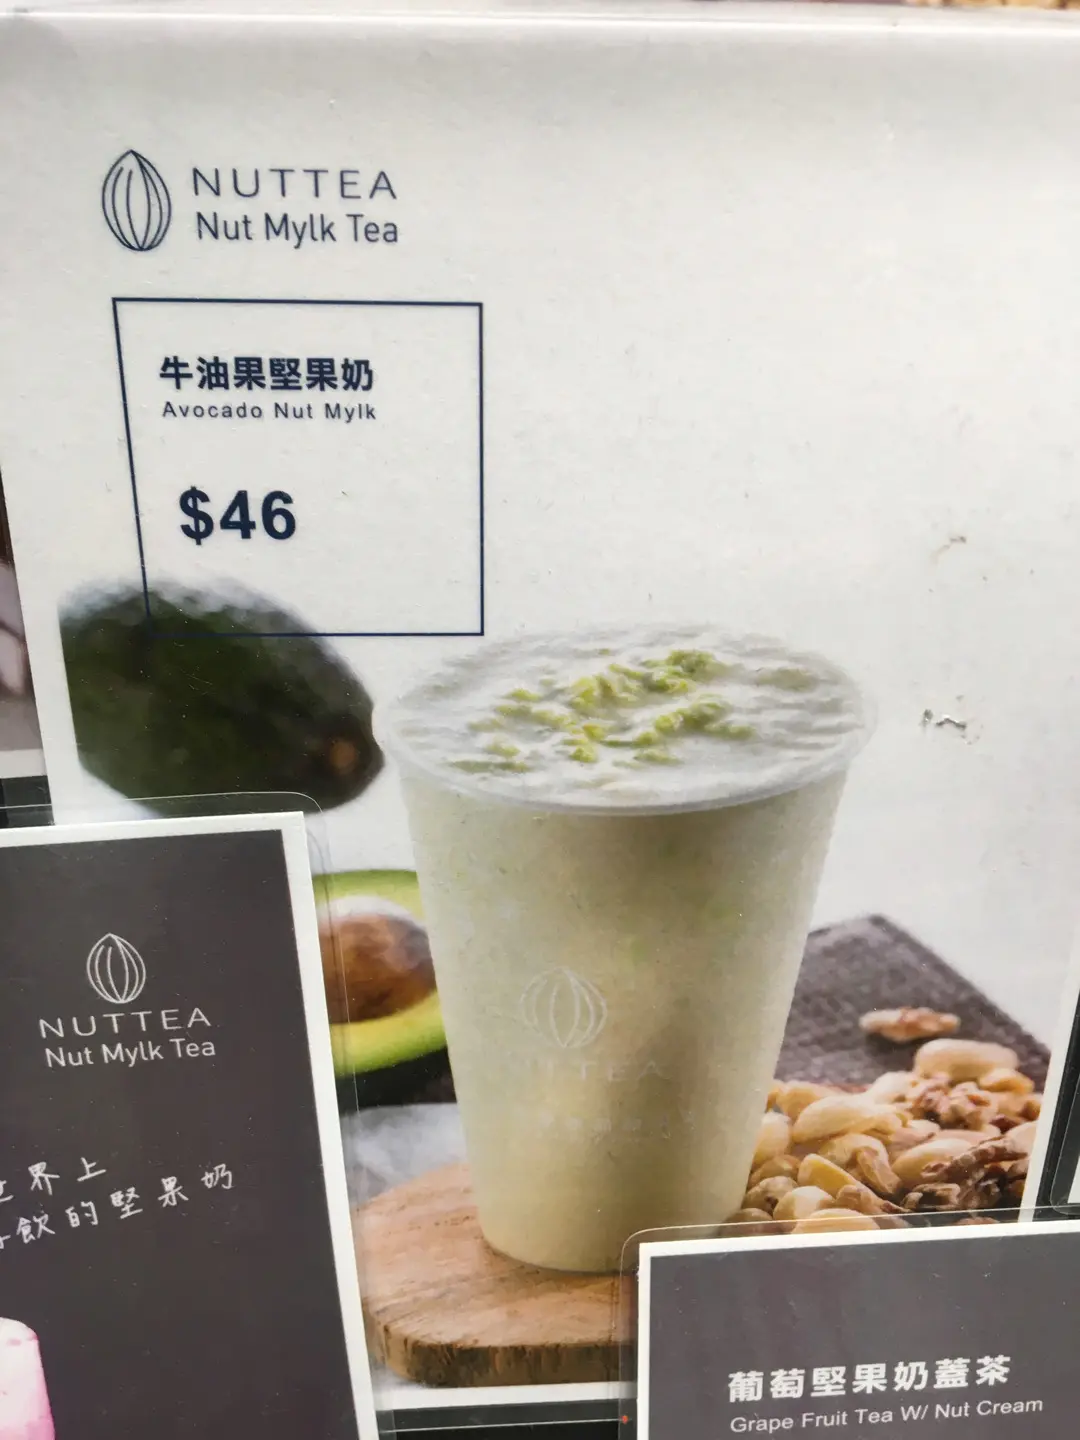 NUTTEA
Nut Mylk Tea
牛油果堅果奶
Avocado Nut Mylk
$46
NUTTEA
Nut Mylk Tea
界上
飲的堅果奶
葡萄堅果奶蓋茶
Grape Fruit Tea W/ Nut Cream